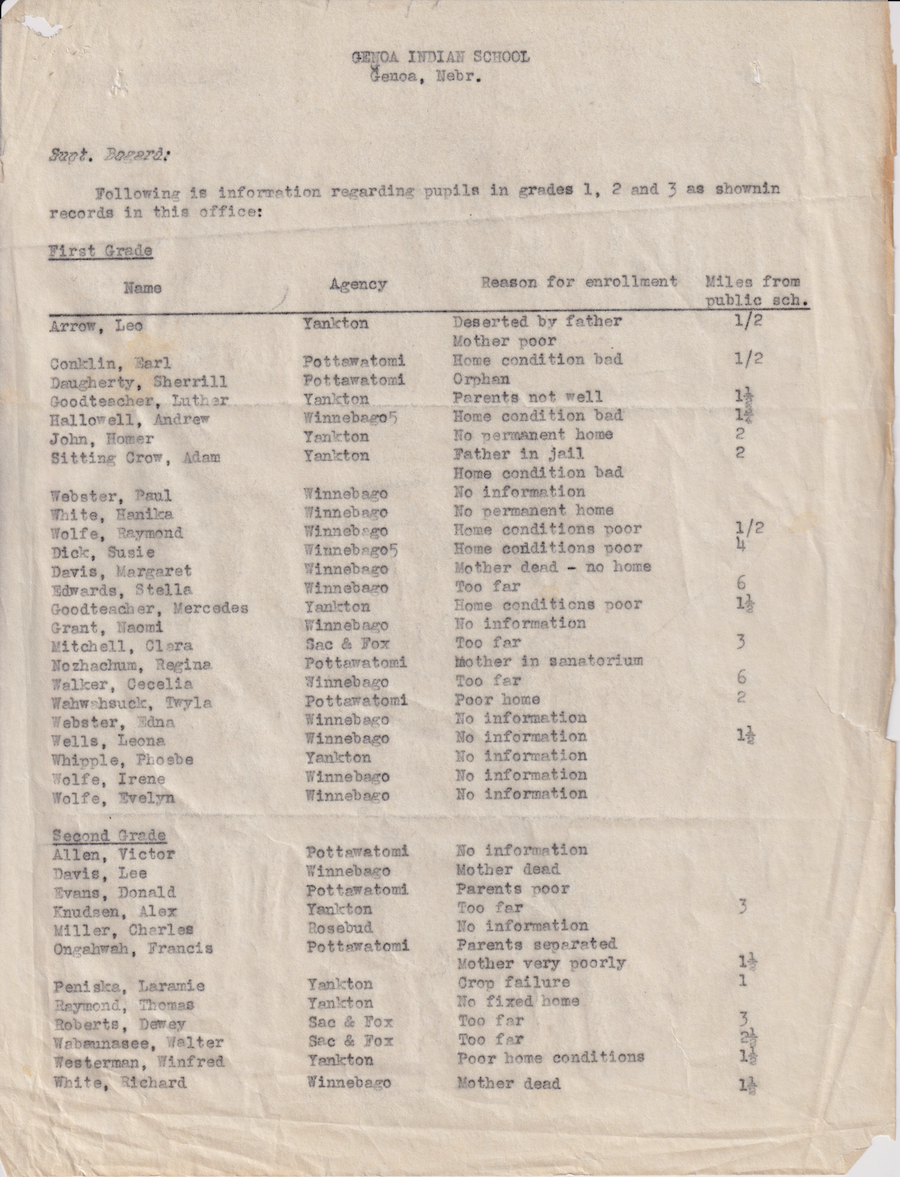 GENOA INDIAN SCHOOL
Genoa, Nebr.
Supt. Bogard:
Following is information regarding pupils in grades 1, 2 and 3 as shownin
records in this office:
First Grade
Name Agency Reason for enrollment Miles from
public sch.
Arrow, Leo Yankton Deserted by father 1/2
Mother poor
Conklin, Earl Pottawatomi Home condition bad 1/2
Daugherty, Sherrill Pottawatomi Orphan
Goodteacher, Luther Yankton Parents not well 1½
Hallowell, Andrew Winnebago5 Home condition bad 1½
John, Homer Yankton No permanent home 2
Sitting Crow, Adam Yankton Father in jail 2
Home condition bad
Webster, Paul Winnebago No information
White, Hanika Winnebago No permanent home
Wolfe, Raymond Winnebago Home conditions poor 1/2
Dick, Susie Winnebago5 Home conditions poor 4
Davis, Margaret Winnebago Mother dead - no home
Edwards, Stella Winnebago Too far 6
Goodteacher, Mercedes Yankton Home conditions poor 1½
Grant, Naomi Winnebago No information
Mitchell, Clara Sac & Fox Too far 3
Nozhachum, Regina Pottawatomi Mother in sanatorium
Walker, Cecelia Winnebago Too far 6
Wahwahsuck, Twyla Pottawatomi Poor home 2
Webster, Edna Winnebago No information
Wells, Leona Winnebago No information 1½
Whipple, Phoebe Yankton No information
Wolfe, Irene Winnebago No information
Wolfe, Evelyn Winnebago No information
Second Grade
Allen, Victor Pottawatomi No information
Davis, Lee Winnebago Mother dead
Evans, Donald Pottawatomi Parents poor
Knudsen, Alex Yankton Too far 3
Miller, Charles Rosebud No information
Ongahwah, Francis Pottawatomi Parents separated
Mother very poorly 1½
Peniska, Laramie Yankton Crop failure 1
Raymond, Thomas Yankton No fixed home
Roberts, Dewey Sac & Fox Too far 3
Wabaunasee, Walter Sac & Fox Too far 2½
Westerman, Winfred Yankton Poor home conditions 1½
White, Richard Winnebago Mother dead 1½